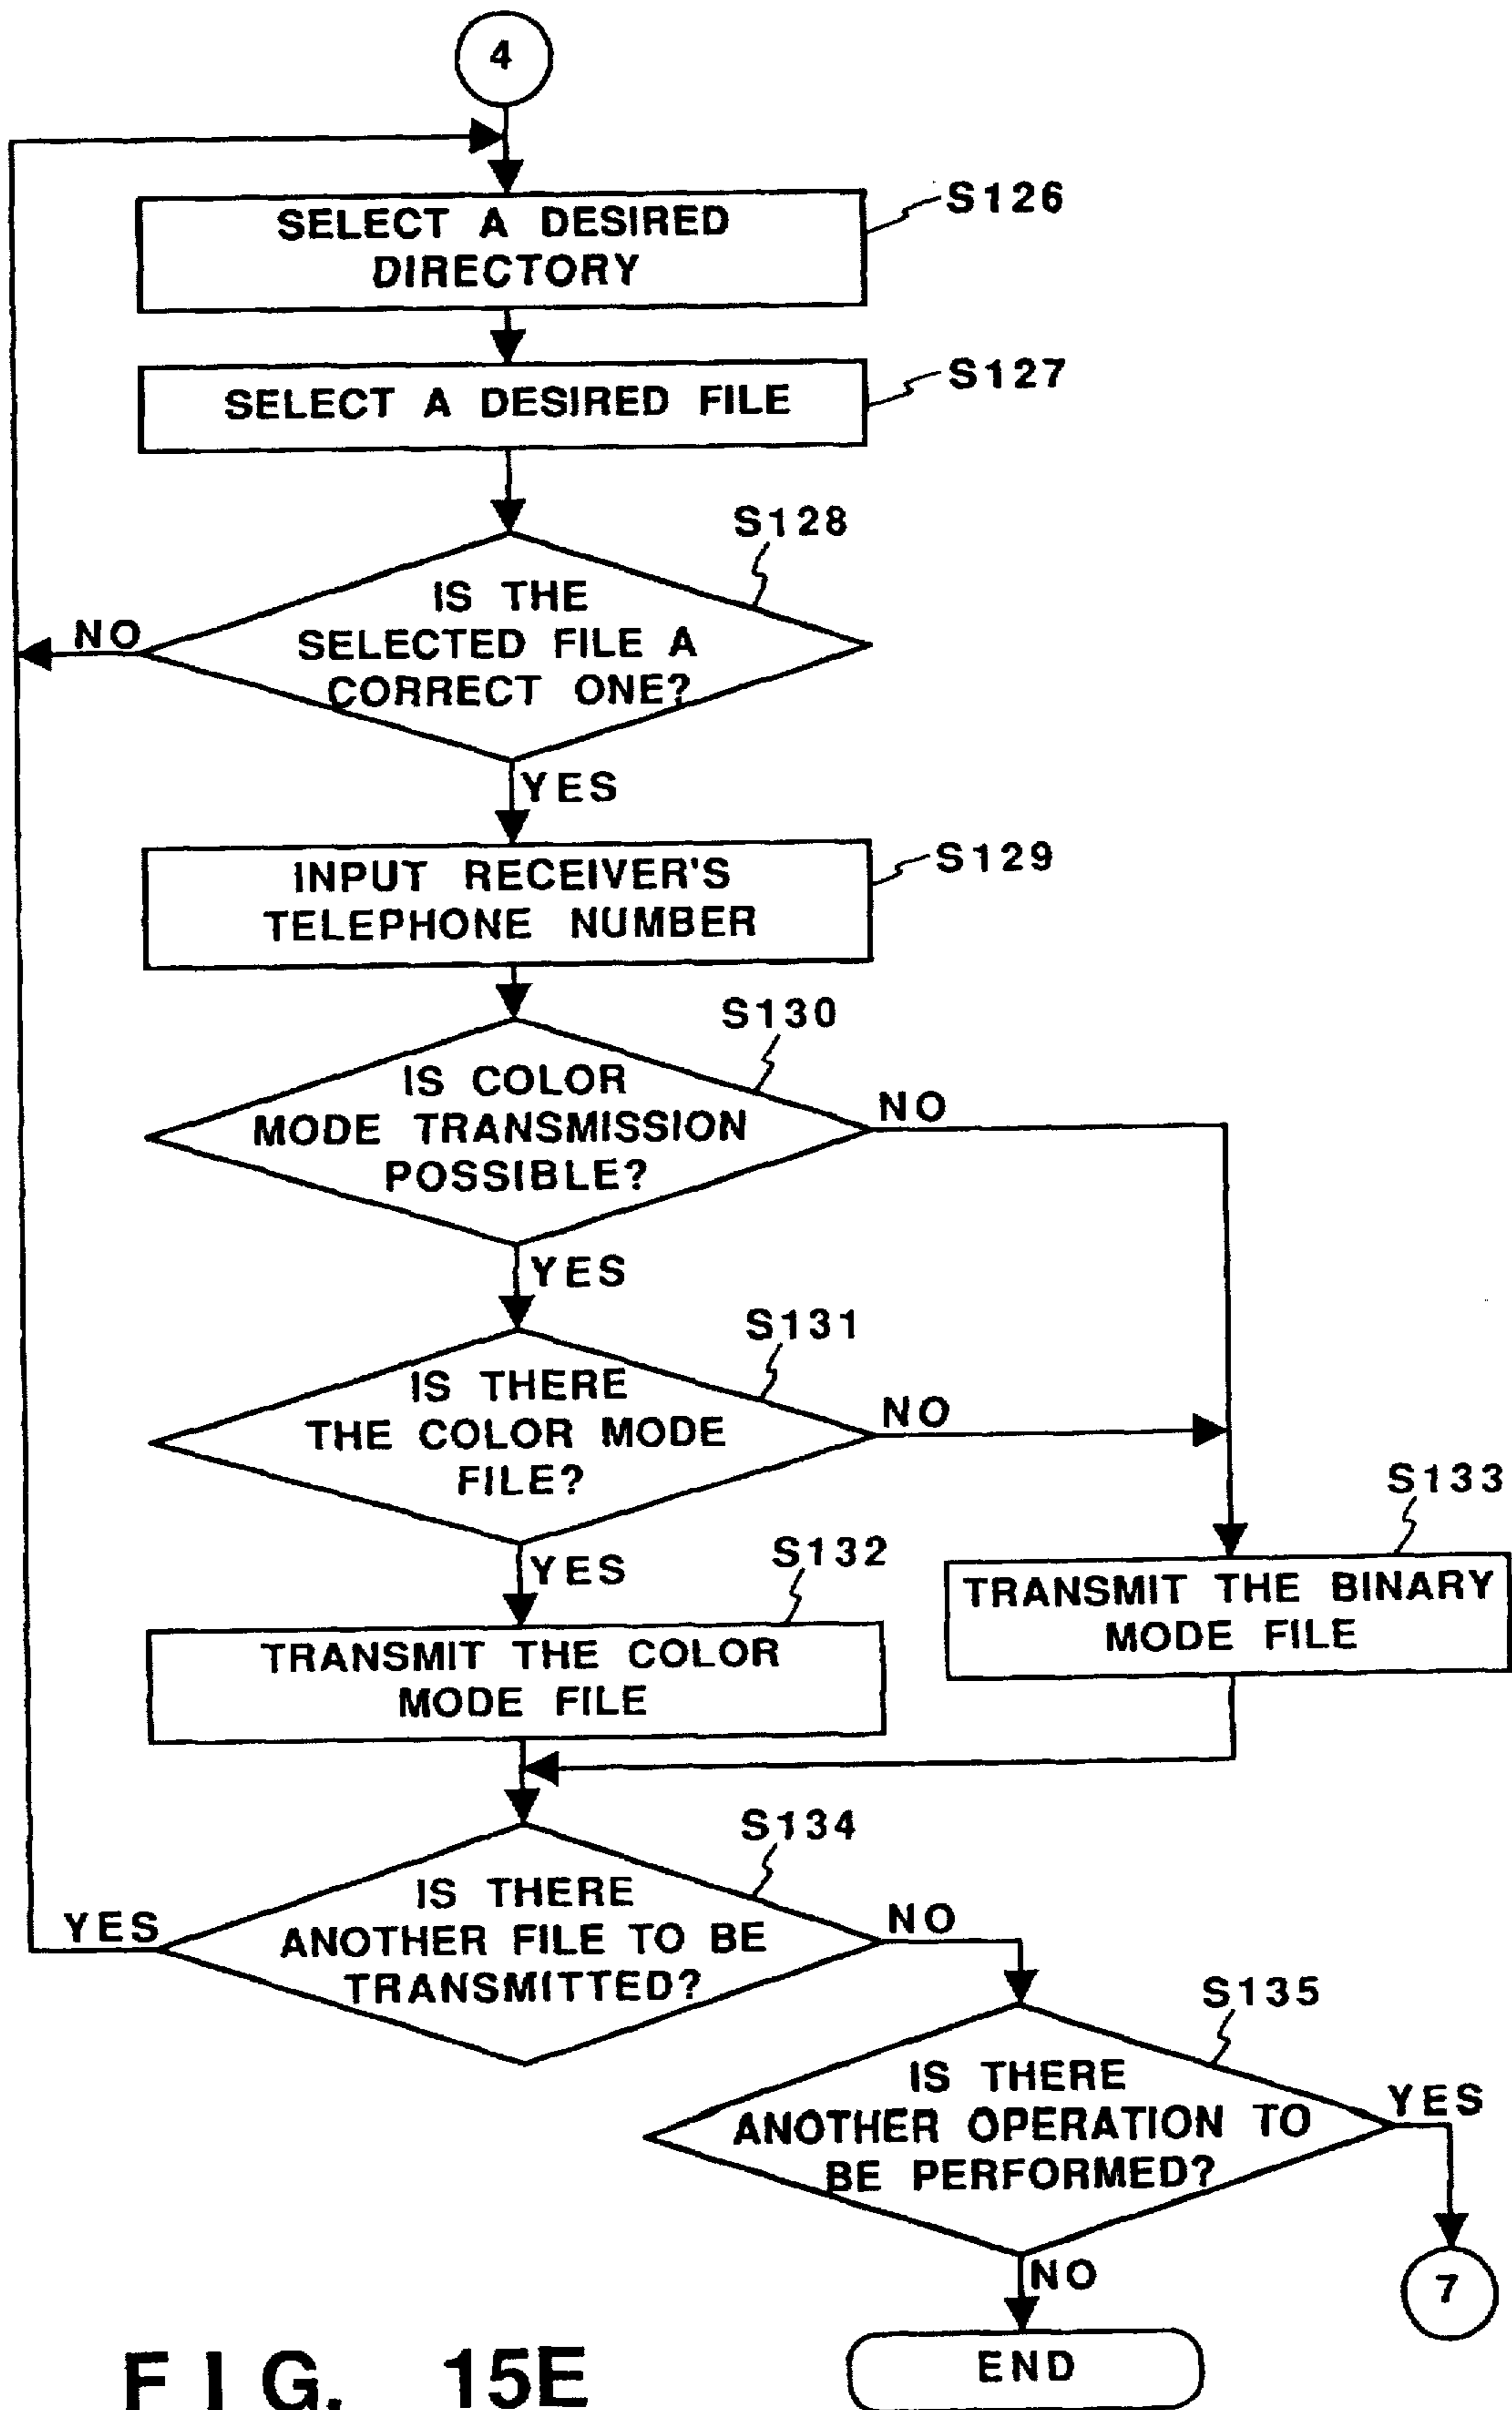 4
SELECT A DESIRED
DIRECTORY
S126
SELECT A DESIRED FILE
S127
S128
IS THE
SELECTED FILE A
CORRECT ONE?
NO
YES
INPUT RECEIVER'S
TELEPHONE NUMBER
S129
S130
IS COLOR
MODE TRANSMISSION
POSSIBLE?
NO
YES
S131
IS THERE
THE COLOR MODE
FILE?
NO
YES
S132
TRANSMIT THE COLOR
MODE FILE
S133
TRANSMIT THE BINARY
MODE FILE
S134
IS THERE
ANOTHER FILE TO BE
TRANSMITTED?
YES
NO
S135
IS THERE
ANOTHER OPERATION TO
BE PERFORMED?
YES
NO
7
END
FIG. 15E